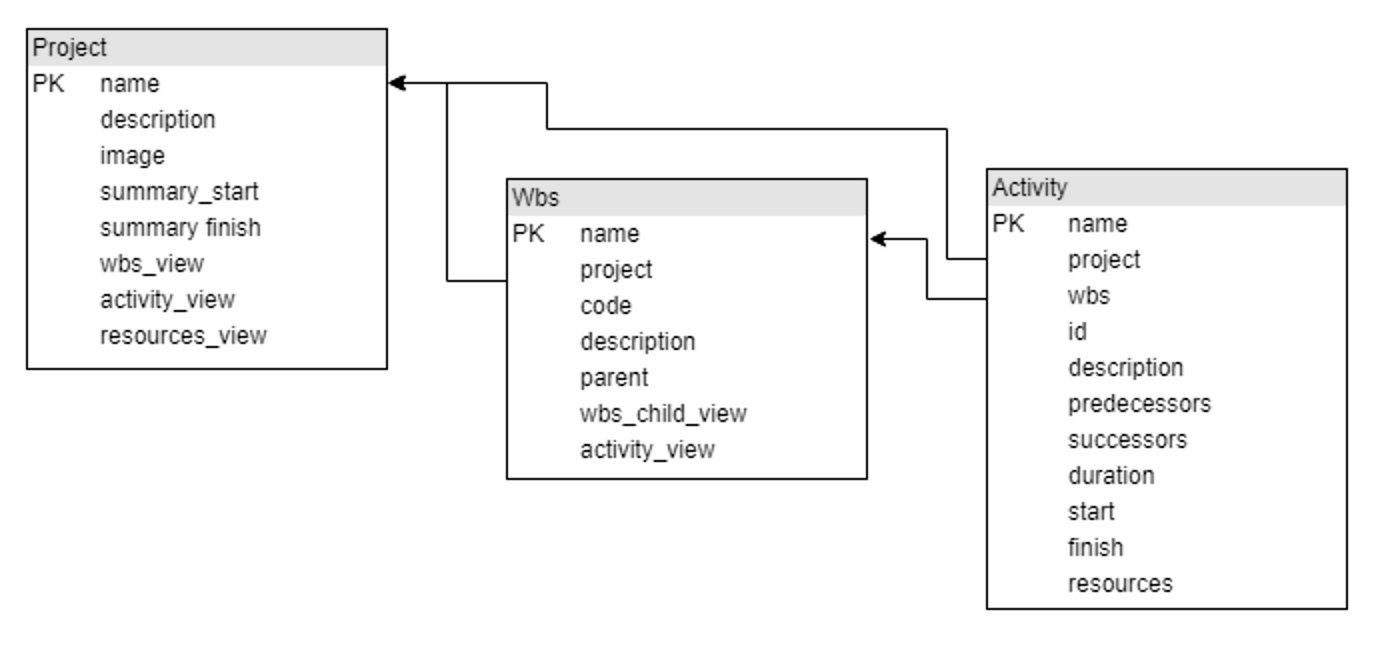 Project
PK name
description
image
summary_start
summary finish
wbs_view
activity_view
resources_view
Wbs
PK name
project
code
description
parent
wbs_child_view
activity_view
Activity
PK name
project
wbs
id
description
predecessors
successors
duration
start
finish
resources